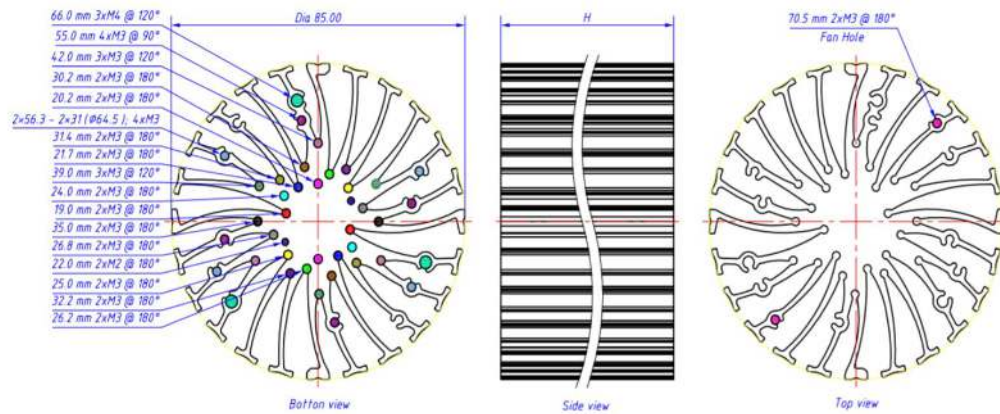 66.0 mm 3xM4 @ 120°
55.0 mm 4xM3 @ 90°
42.0 mm 3xM3 @ 120°
30.2 mm 2xM3 @ 180°
20.2 mm 2xM3 @ 180°
2×56.3 - 2×31 (Φ64.5 ); 4xM3
31.4 mm 2xM3 @ 180°
21.7 mm 2xM3 @ 180°
39.0 mm 3xM3 @ 120°
24.0 mm 2xM3 @ 180°
19.0 mm 2xM3 @ 180°
35.0 mm 2xM3 @ 180°
26.8 mm 2xM3 @ 180°
22.0 mm 2xM2 @ 180°
25.0 mm 2xM3 @ 180°
32.2 mm 2xM3 @ 180°
26.2 mm 2xM3 @ 180°
Dia 85.00
Botton view
H
Side view
70.5 mm 2xM3 @ 180°
Fan Hole
Top view